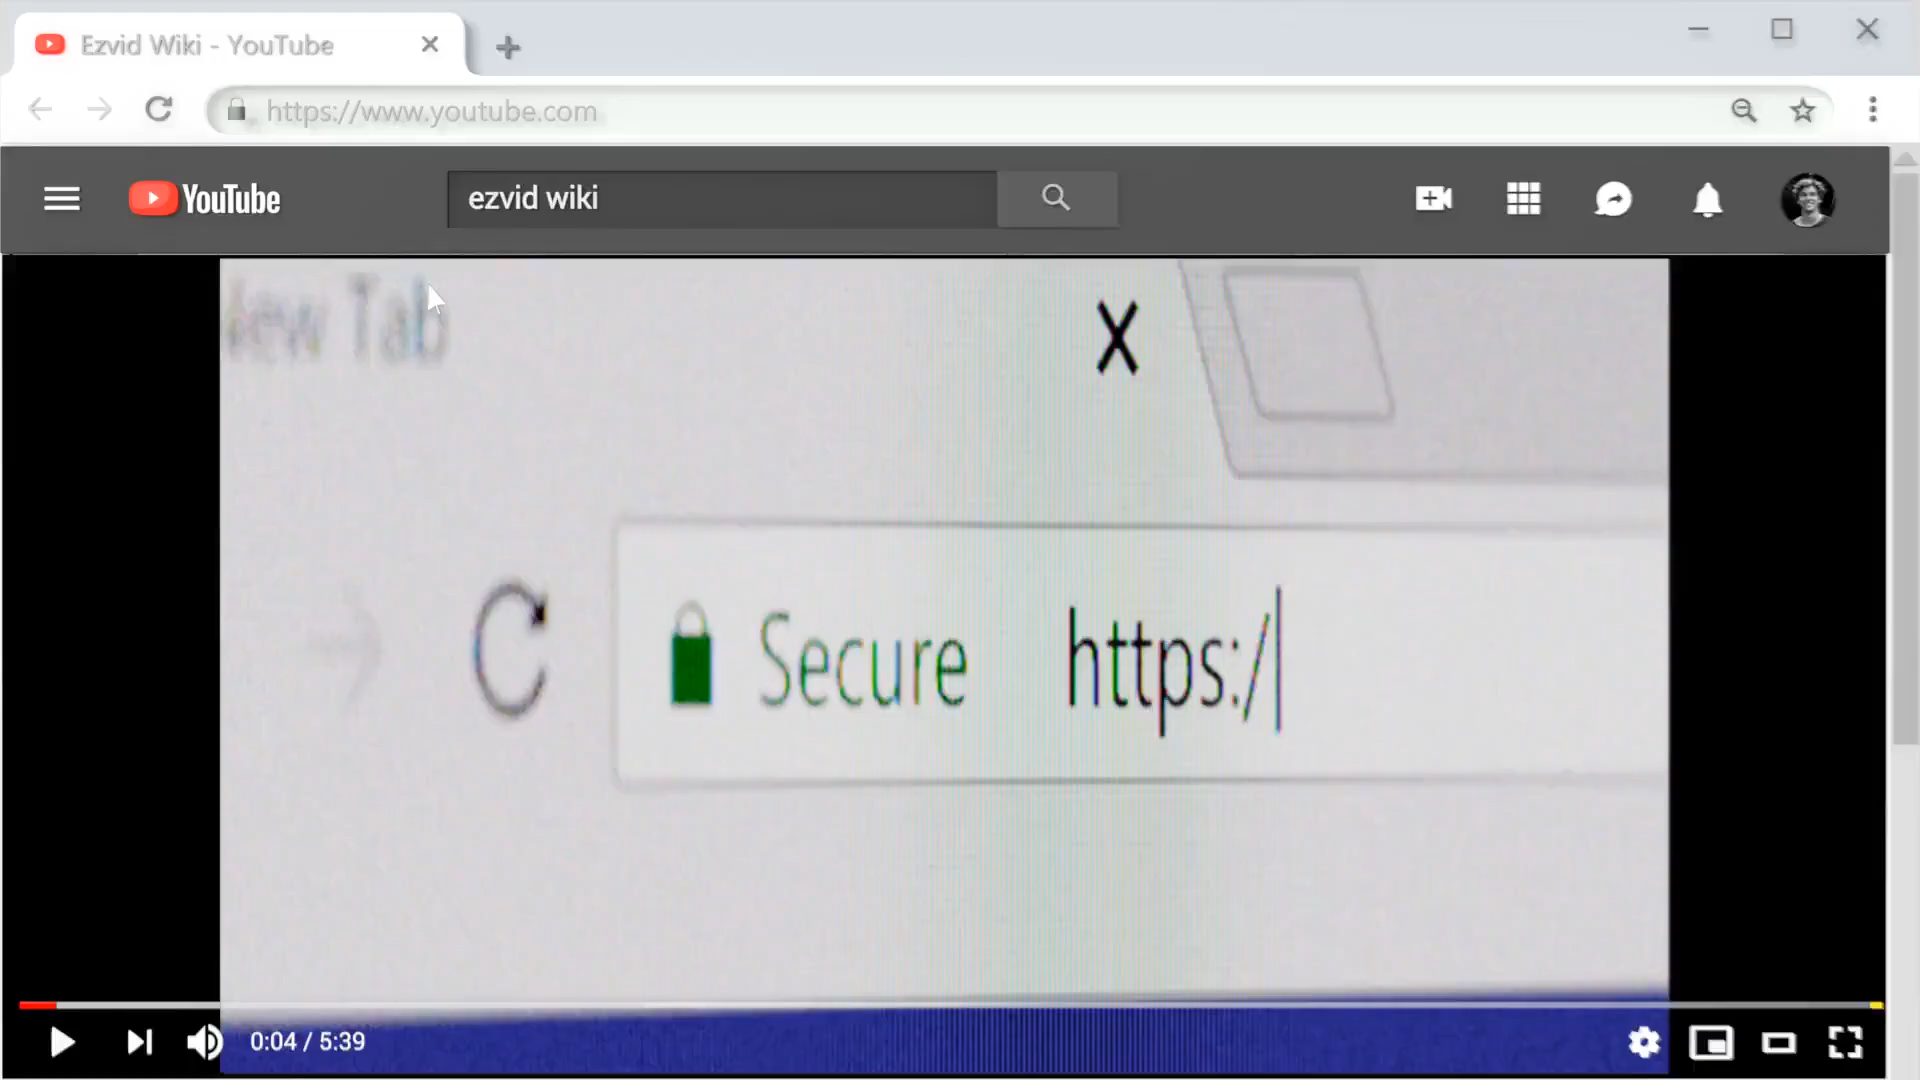 Ezvid Wiki - YouTube
https://www.youtube.com
YouTube
ezvid wiki
New Tab
X
Secure https:/
0:04 / 5:39